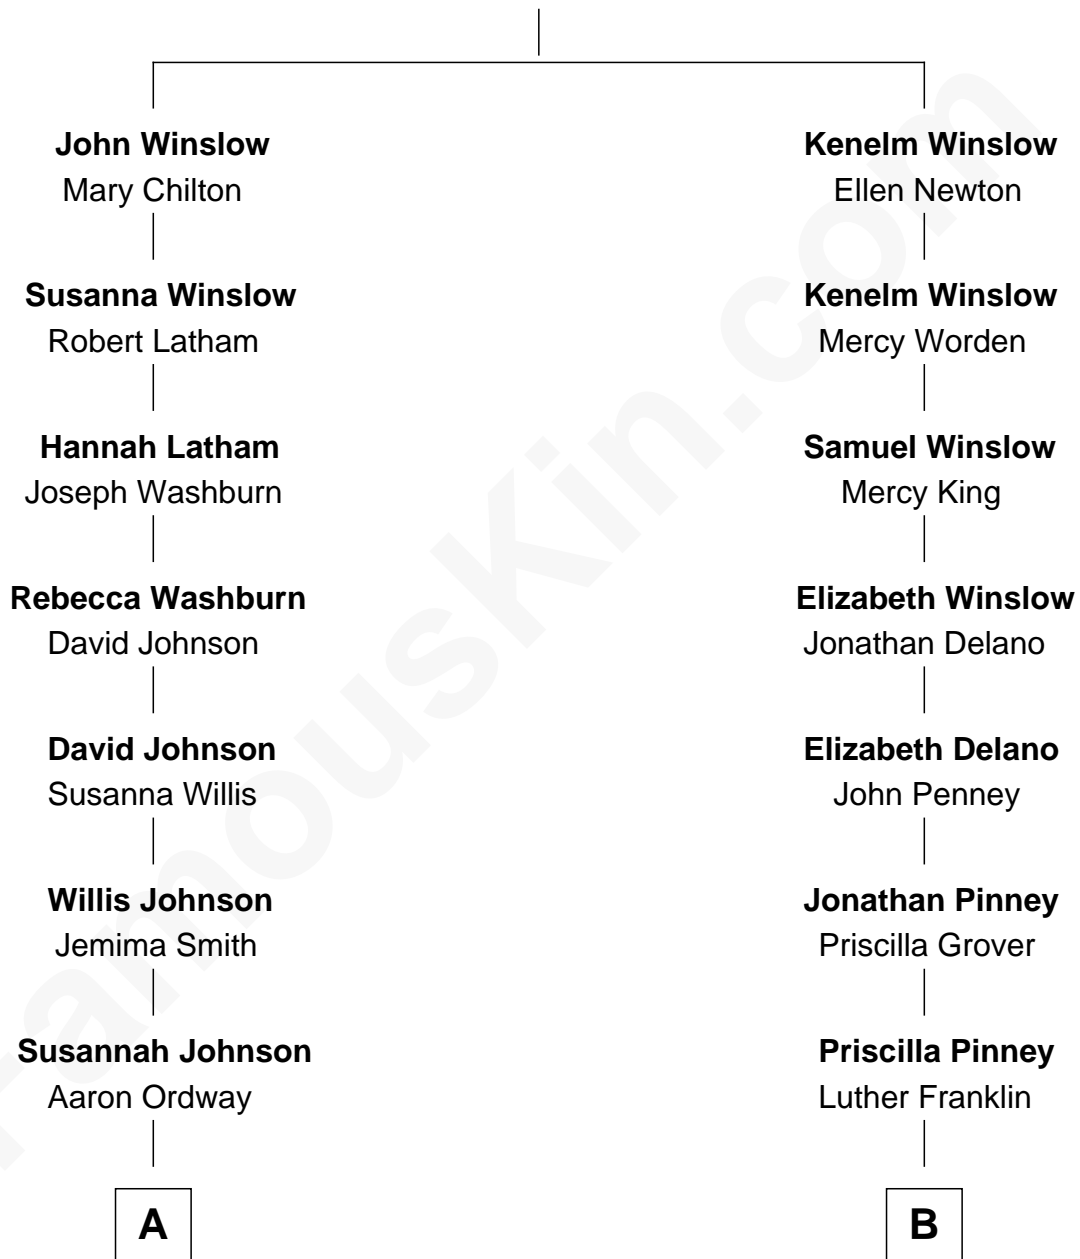 John Winslow
Mary Chilton
Susanna Winslow
Robert Latham
Hannah Latham
Joseph Washburn
Rebecca Washburn
David Johnson
David Johnson
Susanna Willis
Willis Johnson
Jemima Smith
Susannah Johnson
Aaron Ordway
A
Kenelm Winslow
Ellen Newton
Kenelm Winslow
Mercy Worden
Samuel Winslow
Mercy King
Elizabeth Winslow
Jonathan Delano
Elizabeth Delano
John Penney
Jonathan Pinney
Priscilla Grover
Priscilla Pinney
Luther Franklin
B
FamousKin.com